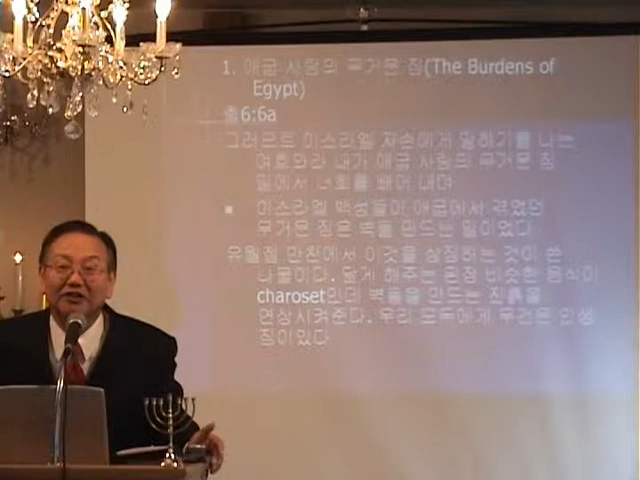 1. 애굽 사람의 무거운 짐(The Burdens of
Egypt)
출6:6a
그러므로 이스라엘 자손에게 말하기를 나는
여호와라 내가 애굽 사람의 무거운 짐
밑에서 너희를 빼어 내며
▪ 이스라엘 백성들이 애굽에서 겪었던
무거운 짐은 벽돌 만드는 일이었다
유월절 만찬에서 이것을 상징하는 것이 쓴
나물이다. 달게 해주는 된장 비슷한 음식이
charoset인데 벽돌을 만드는 진흙을
연상시켜준다. 우리 모두에게 무거운 인생
짐이 있다